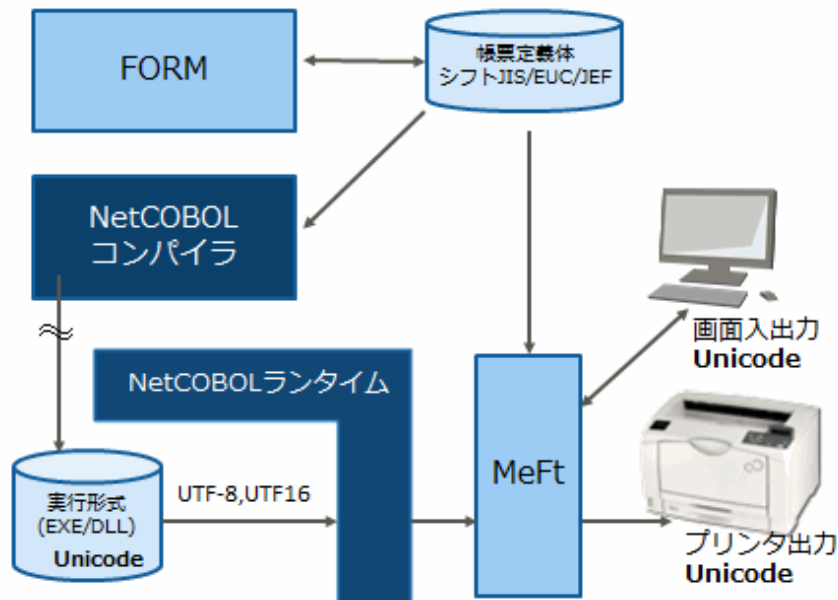 FORM
帳票定義体
シフトJIS/EUC/JEF
NetCOBOL
コンパイラ
画面入出力
Unicode
NetCOBOLランタイム
MeFt
実行形式
(EXE/DLL)
Unicode
UTF-8,UTF16
プリンタ出力
Unicode